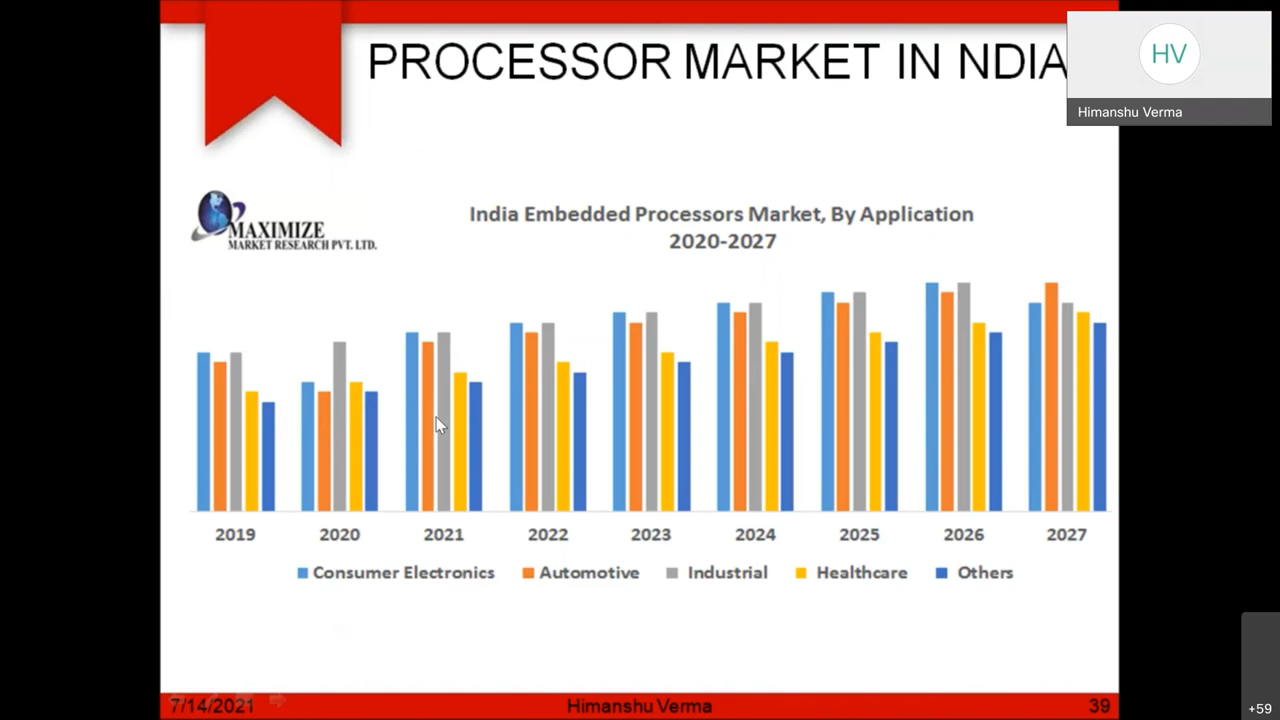 PROCESSOR MARKET IN NDIA
HV
Himanshu Verma
MAXIMIZE
MARKET RESEARCH PVT. LTD.
India Embedded Processors Market, By Application
2020-2027
2019 2020 2021 2022 2023 2024 2025 2026 2027
Consumer Electronics Automotive Industrial Healthcare Others
7/14/2021 Himanshu Verma 39
+59